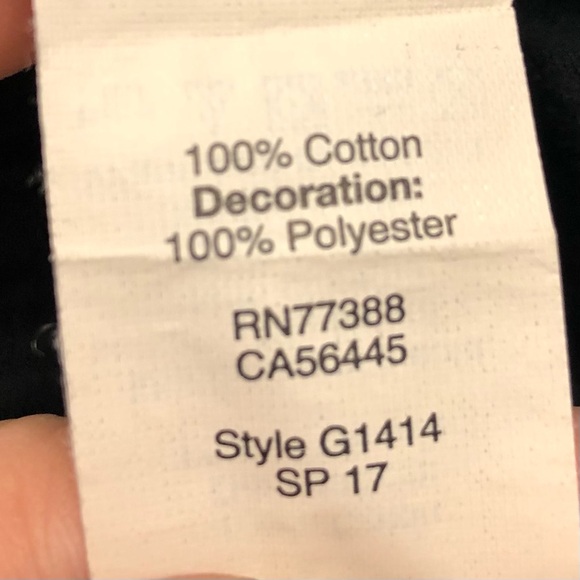 100% Cotton
Decoration:
100% Polyester
RN77388
CA56445
Style G1414
SP 17